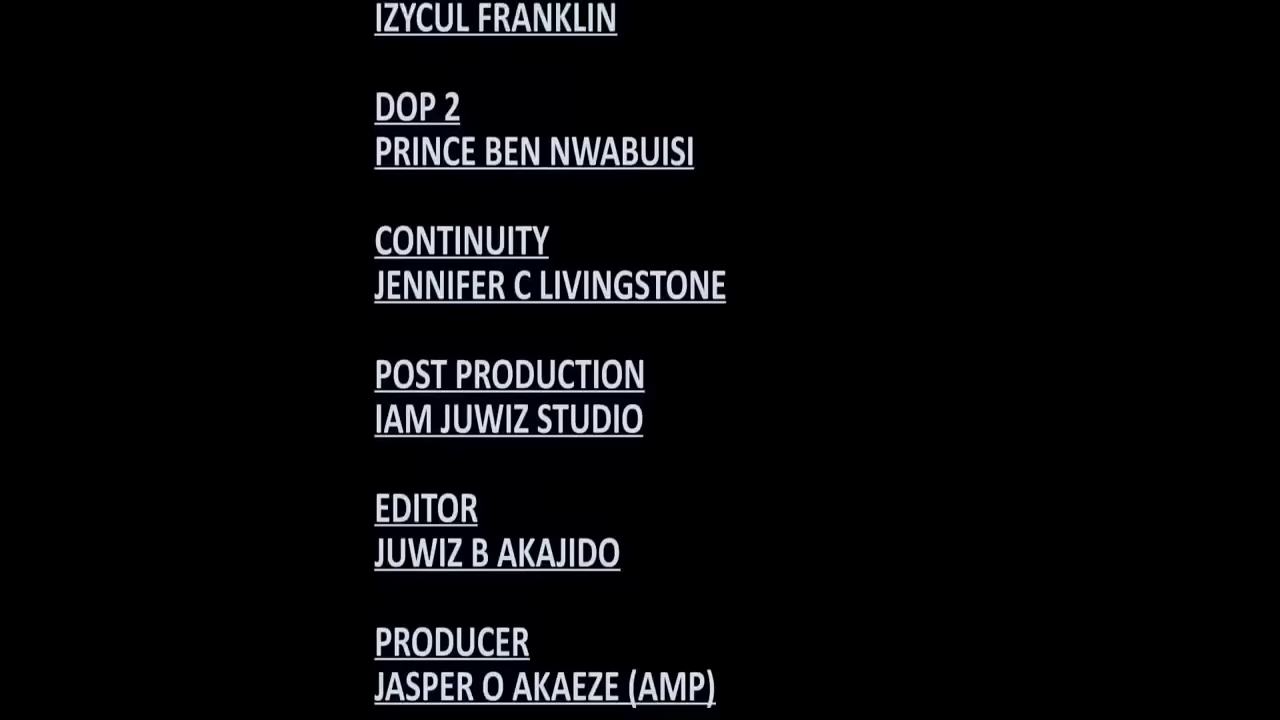 IZYCUL FRANKLIN
DOP 2
PRINCE BEN NWABUISI
CONTINUITY
JENNIFER C LIVINGSTONE
POST PRODUCTION
IAM JUWIZ STUDIO
EDITOR
JUWIZ B AKAJIDO
PRODUCER
JASPER O AKAEZE (AMP)